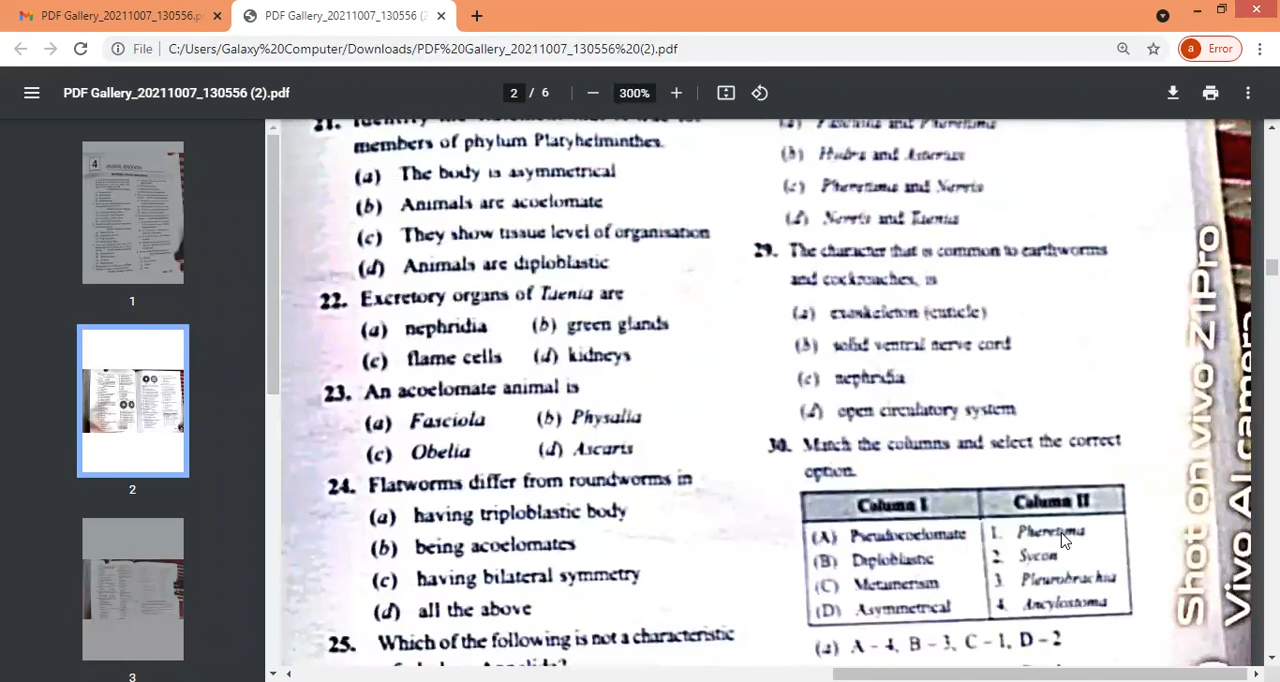 PDF Gallery_20211007_130556.p
PDF Gallery_20211007_130556 (2
File
C:/Users/Galaxy%20Computer/Downloads/PDF%20Gallery_20211007_130556%20(2).pdf
a Error
PDF Gallery_20211007_130556 (2).pdf
2 / 6
300%
4
1
2
3
21.
members of phylum Platyhelminthes.
(a) The body is asymmetrical
(b) Animals are acoelomate
(c) They show tissue level of organisation
(d) Animals are diploblastic
22. Excretory organs of Taenia are
(a) nephridia (b) green glands
(c) flame cells (d) kidneys
23. An acoelomate animal is
(a) Fasciola (b) Physalia
(c) Obelia (d) Ascaris
24. Flatworms differ from roundworms in
(a) having triploblastic body
(b) being acoelomates
(c) having bilateral symmetry
(d) all the above
25. Which of the following is not a characteristic
(a) Fasciola and Pheretima
(b) Hydra and Asterias
(c) Pheretima and Nereis
(d) Nereis and Taenia
29. The character that is common to earthworms
and cockroaches, is
(a) exoskeleton (cuticle)
(b) solid ventral nerve cord
(c) nephridia
(d) open circulatory system
30. Match the columns and select the correct
option.
Column I Column II
(A) Pseudocoelomate 1. Pheretima
(B) Diploblastic 2. Sycon
(C) Metamerism 3. Pleurobrachia
(D) Asymmetrical 4. Ancylostoma
(a) A – 4, B – 3, C – 1, D – 2
Shot on vivo Z1Pro
Vivo AI camera